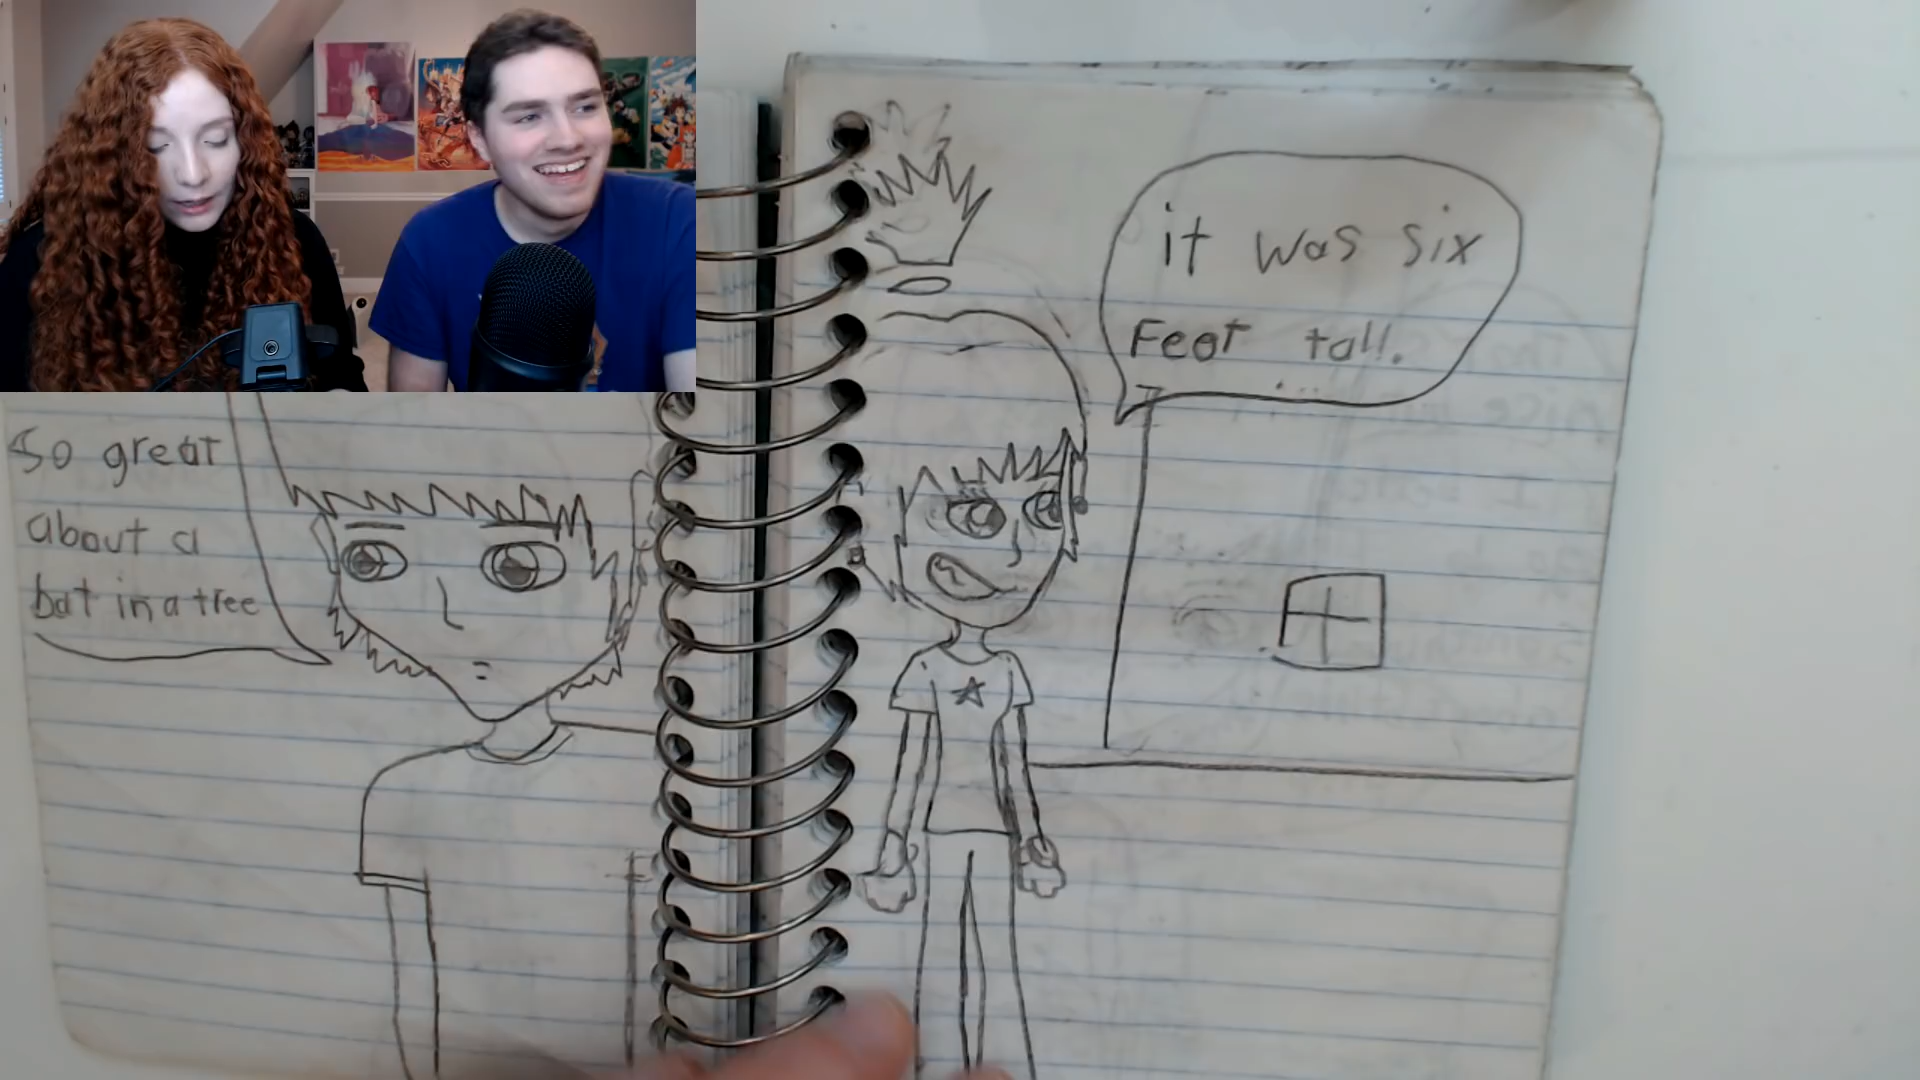 So great
about a
bat in a tree
it was six
Feet tall.